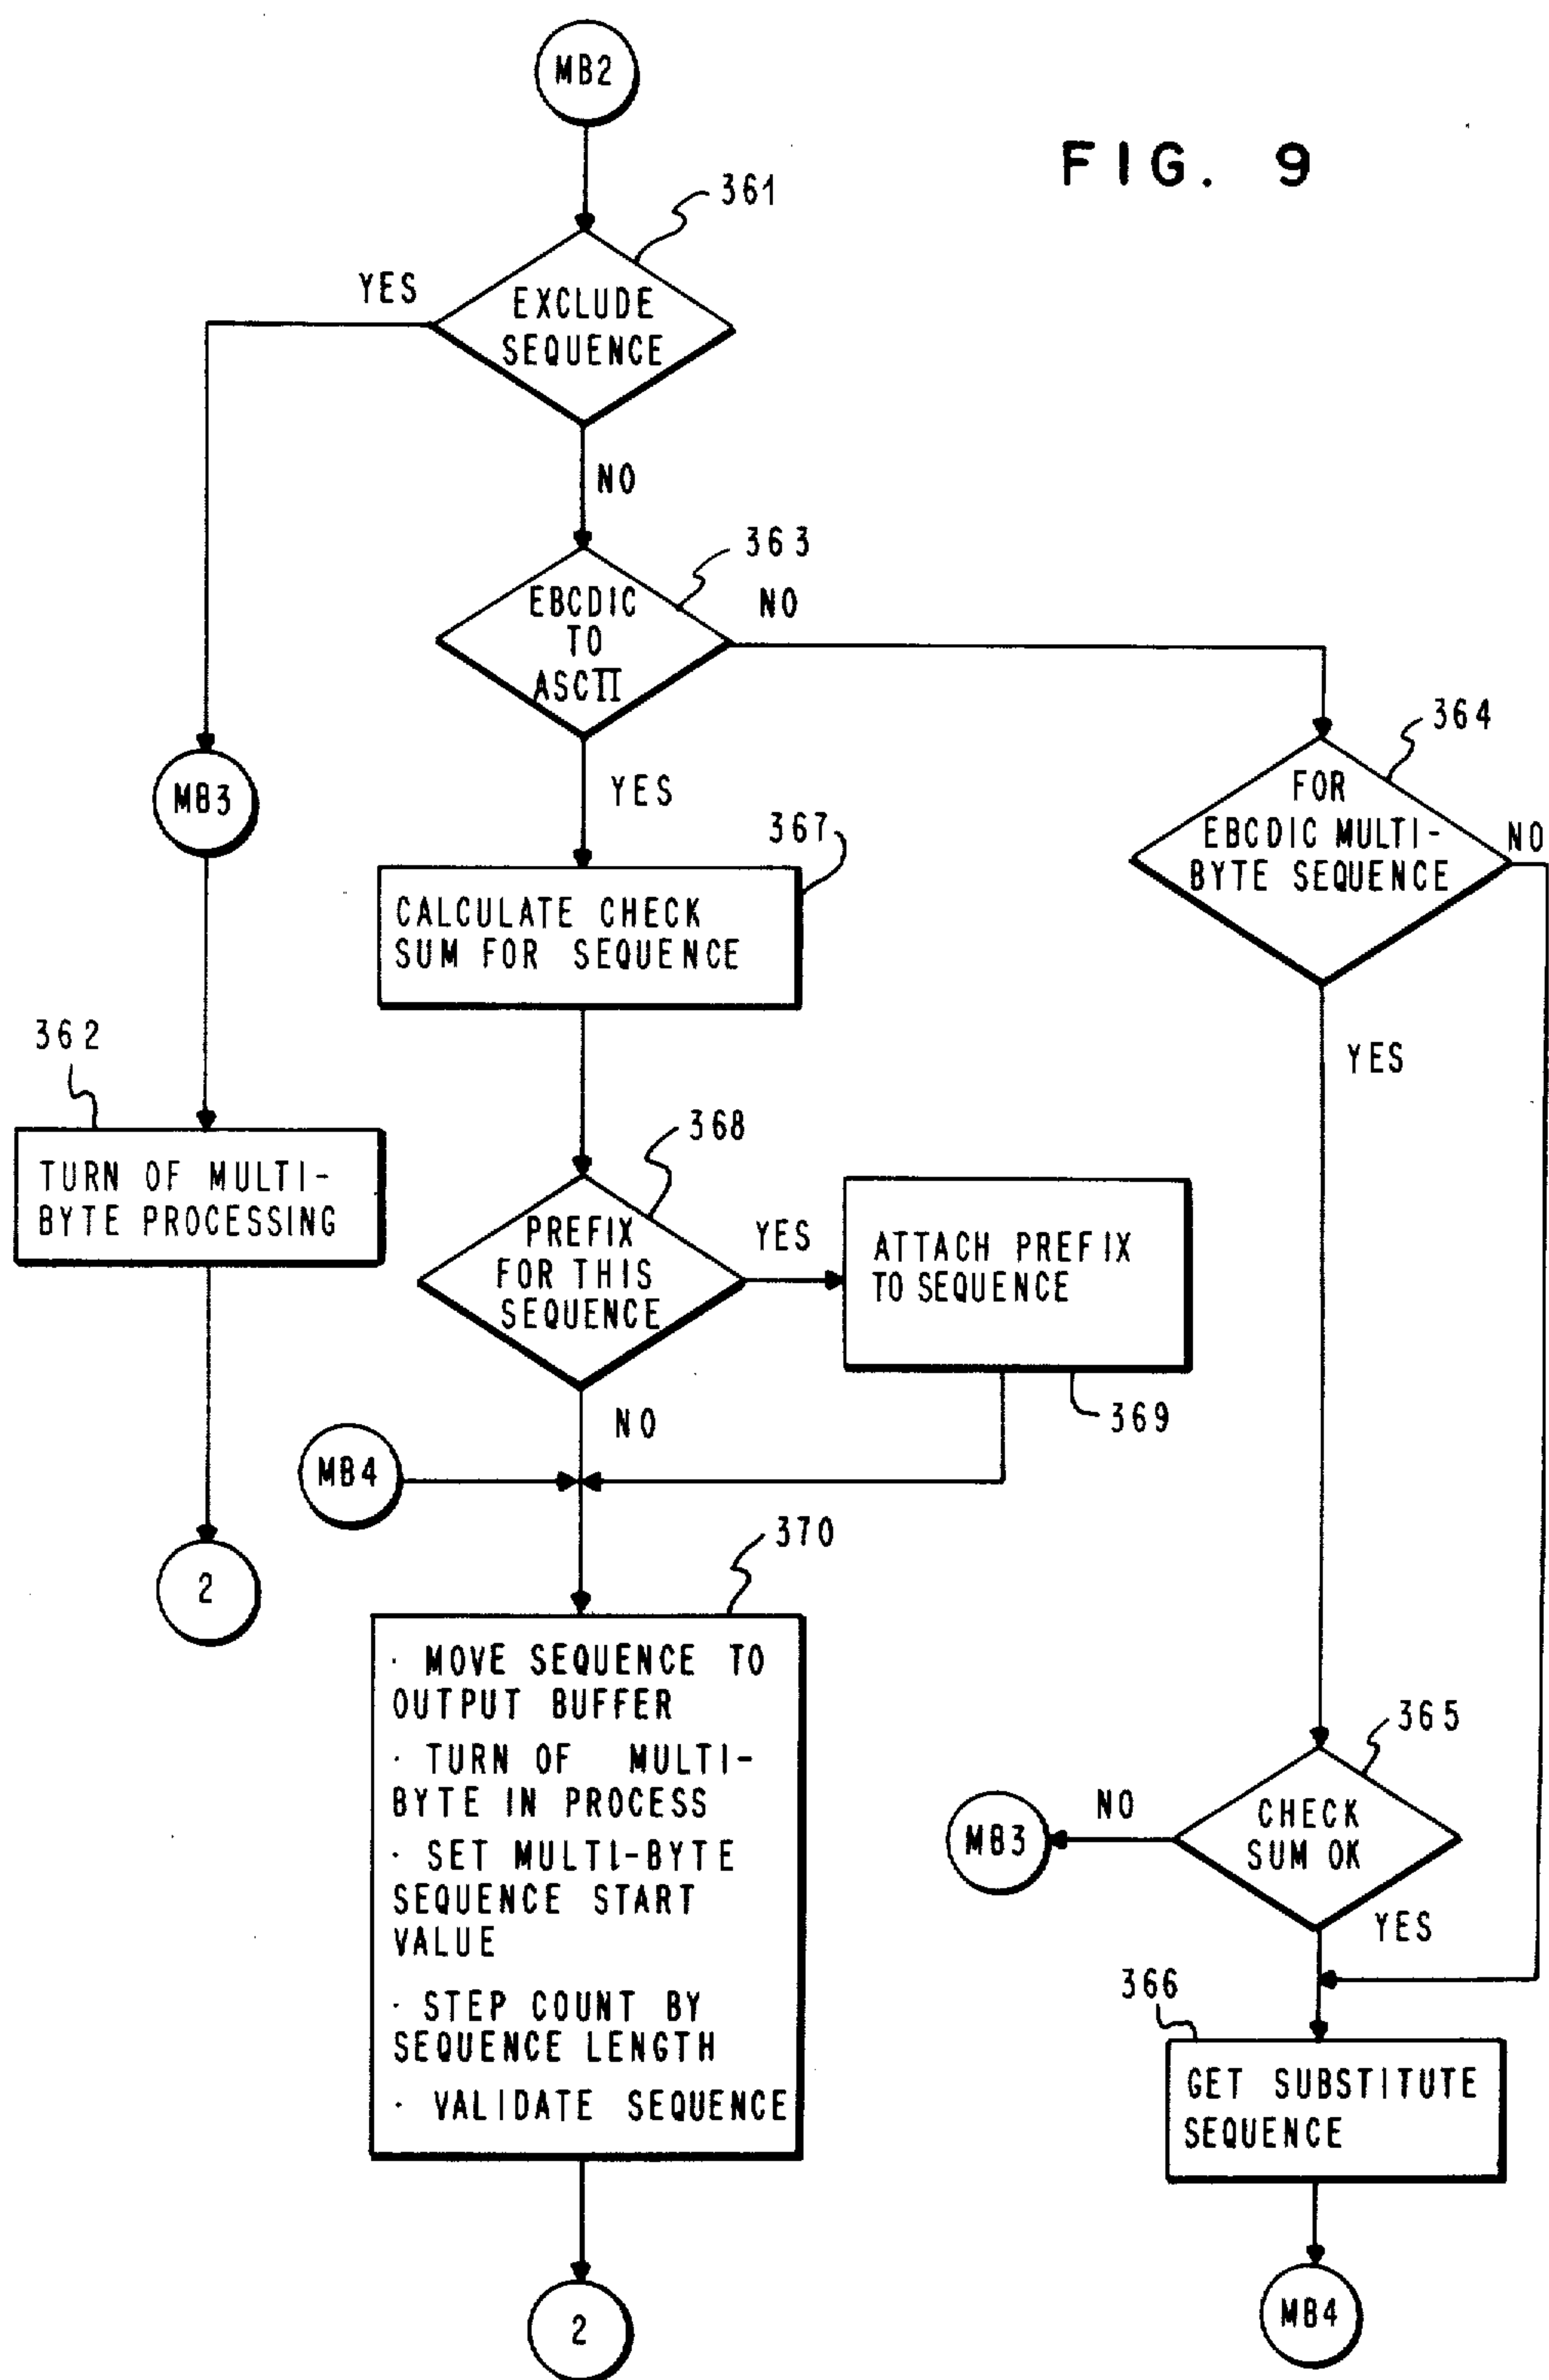 MB2
FIG. 9
361
YES
EXCLUDE
SEQUENCE
NO
363
EBCDIC
TO
ASCII
NO
YES
364
FOR
EBCDIC MULTI-
BYTE SEQUENCE
NO
YES
MB3
367
CALCULATE CHECK
SUM FOR SEQUENCE
362
TURN OF MULTI-
BYTE PROCESSING
2
368
PREFIX
FOR THIS
SEQUENCE
YES
ATTACH PREFIX
TO SEQUENCE
369
NO
MB4
370
· MOVE SEQUENCE TO
OUTPUT BUFFER
· TURN OF MULTI-
BYTE IN PROCESS
· SET MULTI-BYTE
SEQUENCE START
VALUE
· STEP COUNT BY
SEQUENCE LENGTH
· VALIDATE SEQUENCE
2
365
CHECK
SUM OK
NO
MB3
YES
366
GET SUBSTITUTE
SEQUENCE
MB4